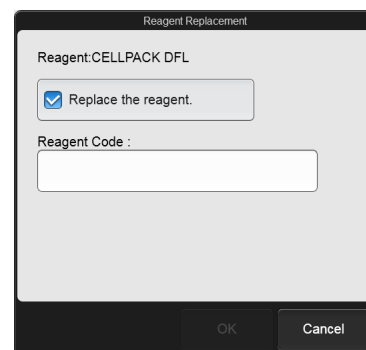 Reagent Replacement
Reagent:CELLPACK DFL
Replace the reagent.
Reagent Code :
OK
Cancel